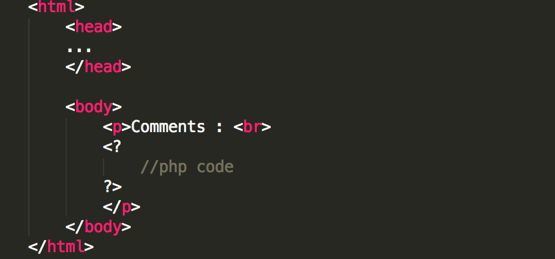 <html>
<head>
...
</head>
<body>
<p>Comments : <br>
<?
//php code
?>
</p>
</body>
</html>